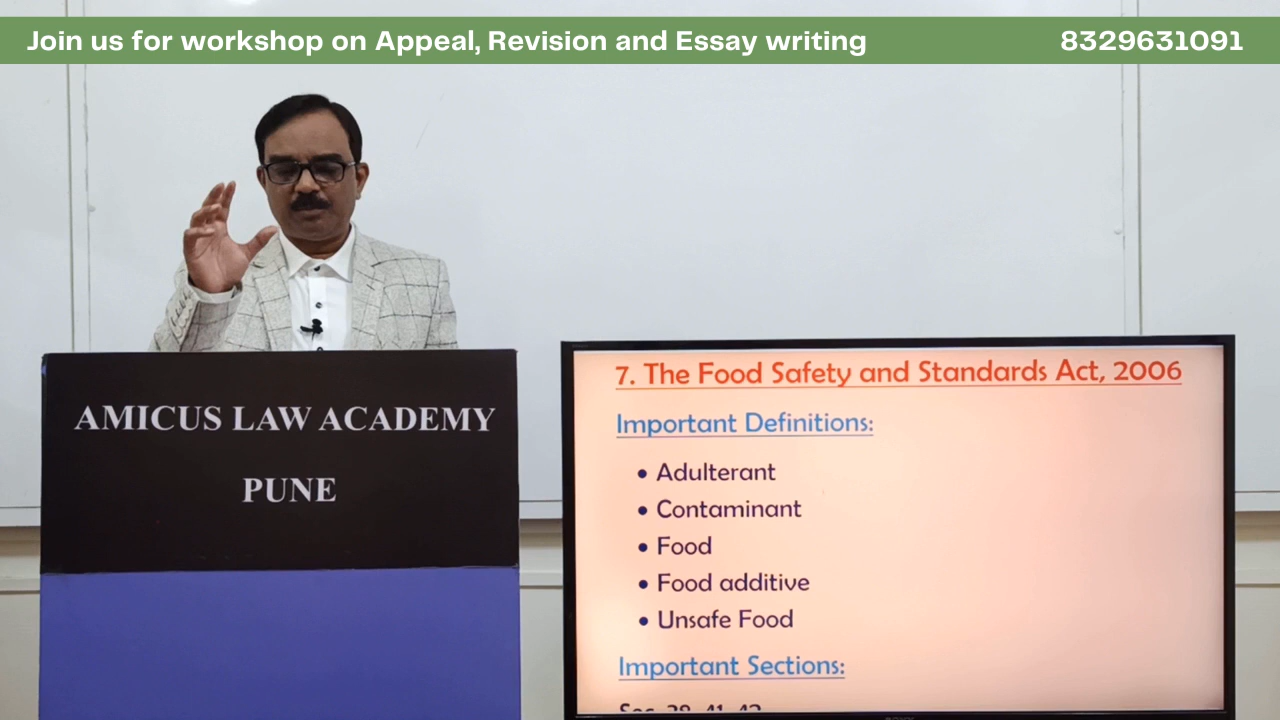 Join us for workshop on Appeal, Revision and Essay writing
8329631091
AMICUS LAW ACADEMY
PUNE
7. The Food Safety and Standards Act, 2006
Important Definitions:
• Adulterant
• Contaminant
• Food
• Food additive
• Unsafe Food
Important Sections: